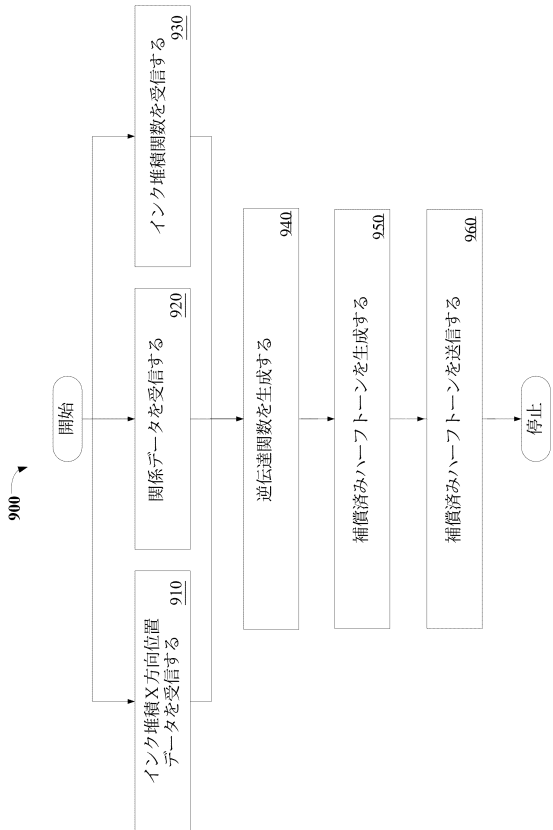 900
開始
インク堆積X方向位置
データを受信する
910
関係データを受信する
920
インク堆積関数を受信する
930
逆伝達関数を生成する
940
補償済みハーフトーンを生成する
950
補償済みハーフトーンを送信する
960
停止